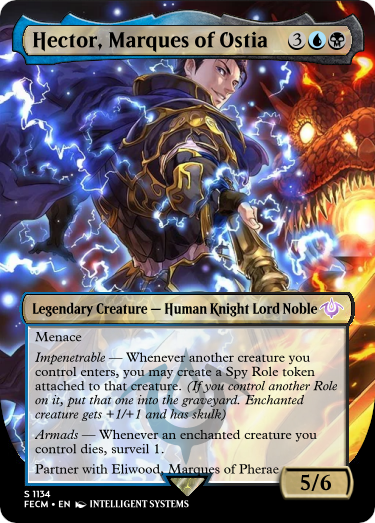 Hector, Marques of Ostia 3
Legendary Creature — Human Knight Lord Noble
Menace
Impenetrable — Whenever another creature you
control enters, you may create a Spy Role token
attached to that creature. (If you control another Role
on it, put that one into the graveyard. Enchanted
creature gets +1/+1 and has skulk)
Armads — Whenever an enchanted creature you
control dies, surveil 1.
Partner with Eliwood, Marques of Pherae
5/6
S 1134
FECM • EN INTELLIGENT SYSTEMS